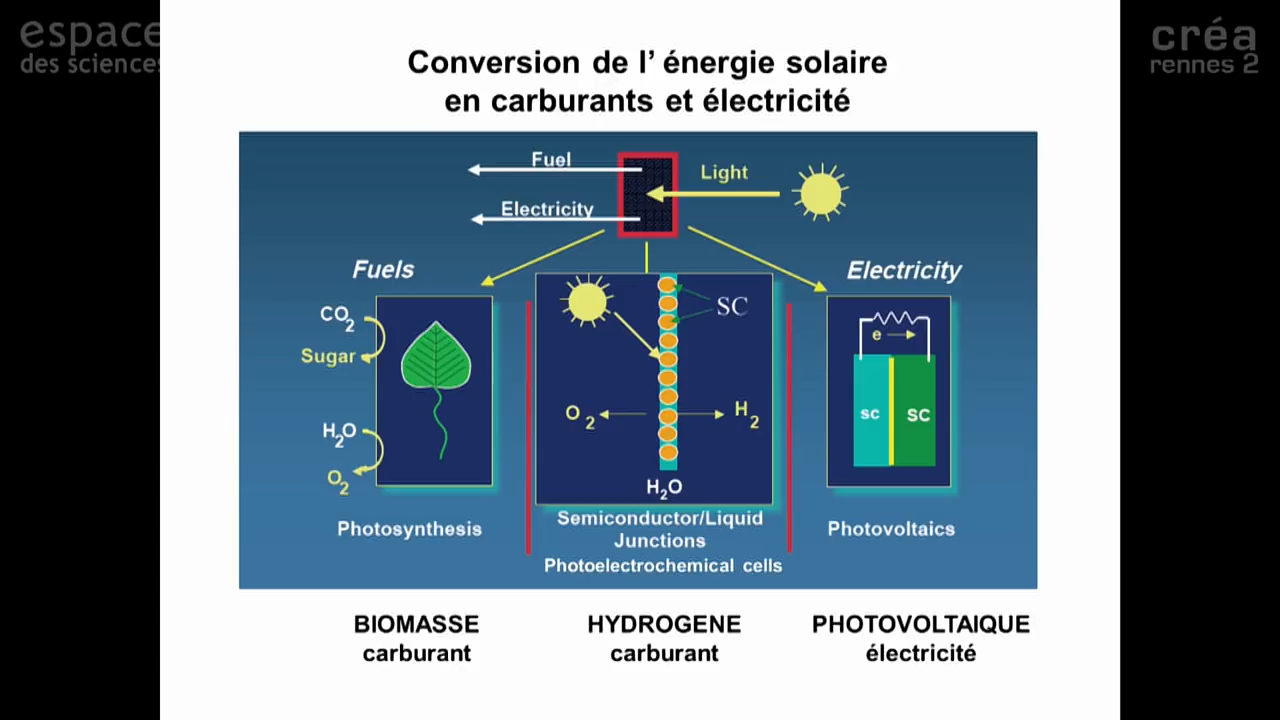 espace
des sciences
créa
rennes 2
Conversion de l’ énergie solaire
en carburants et électricité
Fuel
Light
Electricity
Fuels
Electricity
CO2
Sugar
H2O
O2
SC
O2
H2
H2O
e
sc
SC
Photosynthesis
Semiconductor/Liquid
Junctions
Photoelectrochemical cells
Photovoltaics
BIOMASSE
carburant
HYDROGENE
carburant
PHOTOVOLTAIQUE
électricité